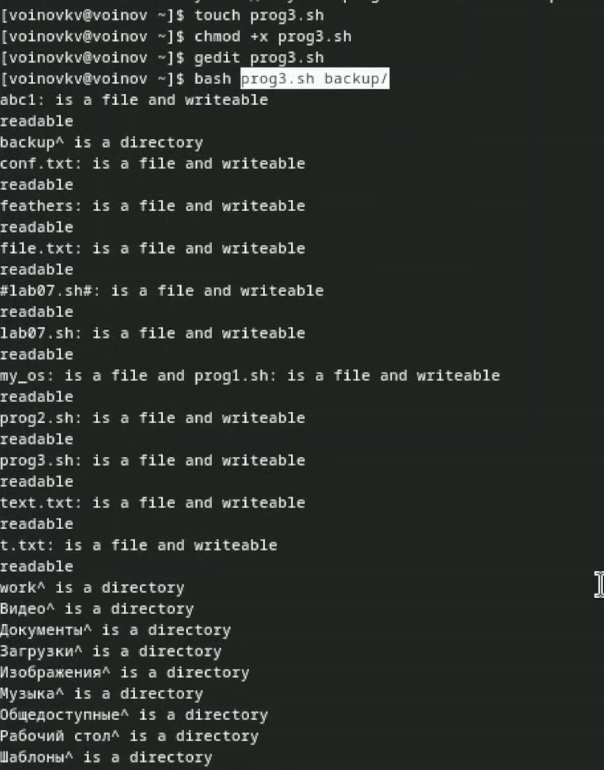 [voinovkv@voinov ~]$ touch prog3.sh
[voinovkv@voinov ~]$ chmod +x prog3.sh
[voinovkv@voinov ~]$ gedit prog3.sh
[voinovkv@voinov ~]$ bash prog3.sh backup/
abc1: is a file and writeable
readable
backup^ is a directory
conf.txt: is a file and writeable
readable
feathers: is a file and writeable
readable
file.txt: is a file and writeable
readable
#lab07.sh#: is a file and writeable
readable
lab07.sh: is a file and writeable
readable
my_os: is a file and prog1.sh: is a file and writeable
readable
prog2.sh: is a file and writeable
readable
prog3.sh: is a file and writeable
readable
text.txt: is a file and writeable
readable
t.txt: is a file and writeable
readable
work^ is a directory
Видео^ is a directory
Документы^ is a directory
Загрузки^ is a directory
Изображения^ is a directory
Музыка^ is a directory
Общедоступные^ is a directory
Рабочий стол^ is a directory
Шаблоны^ is a directory